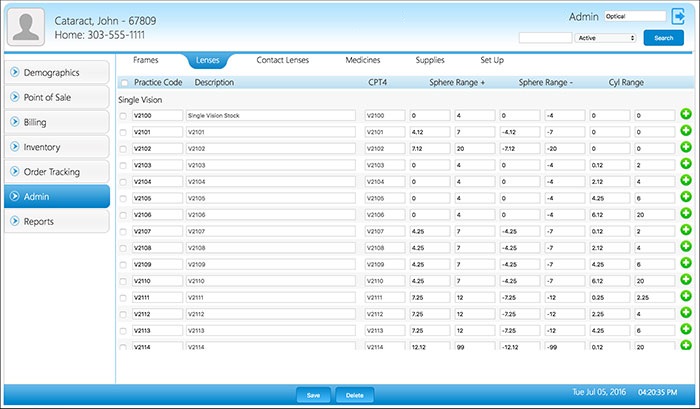 Cataract, John - 67809
Home: 303-555-1111
Admin Optical
Active Search
Demographics
Point of Sale
Billing
Inventory
Order Tracking
Admin
Reports
Frames Lenses Contact Lenses Medicines Supplies Set Up
Practice Code Description CPT4 Sphere Range + Sphere Range - Cyl Range
Single Vision
V2100 Single Vision Stock V2100 0 4 0 -4 0 0
V2101 V2101 V2101 4.12 7 -4.12 -7 0 0
V2102 V2102 V2102 7.12 20 -7.12 -20 0 0
V2103 V2103 V2103 0 4 0 -4 0.12 2
V2104 V2104 V2104 0 4 0 -4 2.12 4
V2105 V2105 V2105 0 4 0 -4 4.25 6
V2106 V2106 V2106 0 4 0 -4 6.12 20
V2107 V2107 V2107 4.25 7 -4.25 -7 0.12 2
V2108 V2108 V2108 4.25 7 -4.25 -7 2.12 4
V2109 V2109 V2109 4.25 7 -4.25 -7 4.25 6
V2110 V2110 V2110 4.25 7 -4.25 -7 6.12 20
V2111 V2111 V2111 7.25 12 -7.25 -12 0.25 2.25
V2112 V2112 V2112 7.25 12 -7.25 -12 2.25 4
V2113 V2113 V2113 7.25 12 -7.25 -12 4.25 6
V2114 V2114 V2114 12.12 99 -12.12 -99 0.12 20
Save Delete Tue Jul 05, 2016 04:20:35 PM